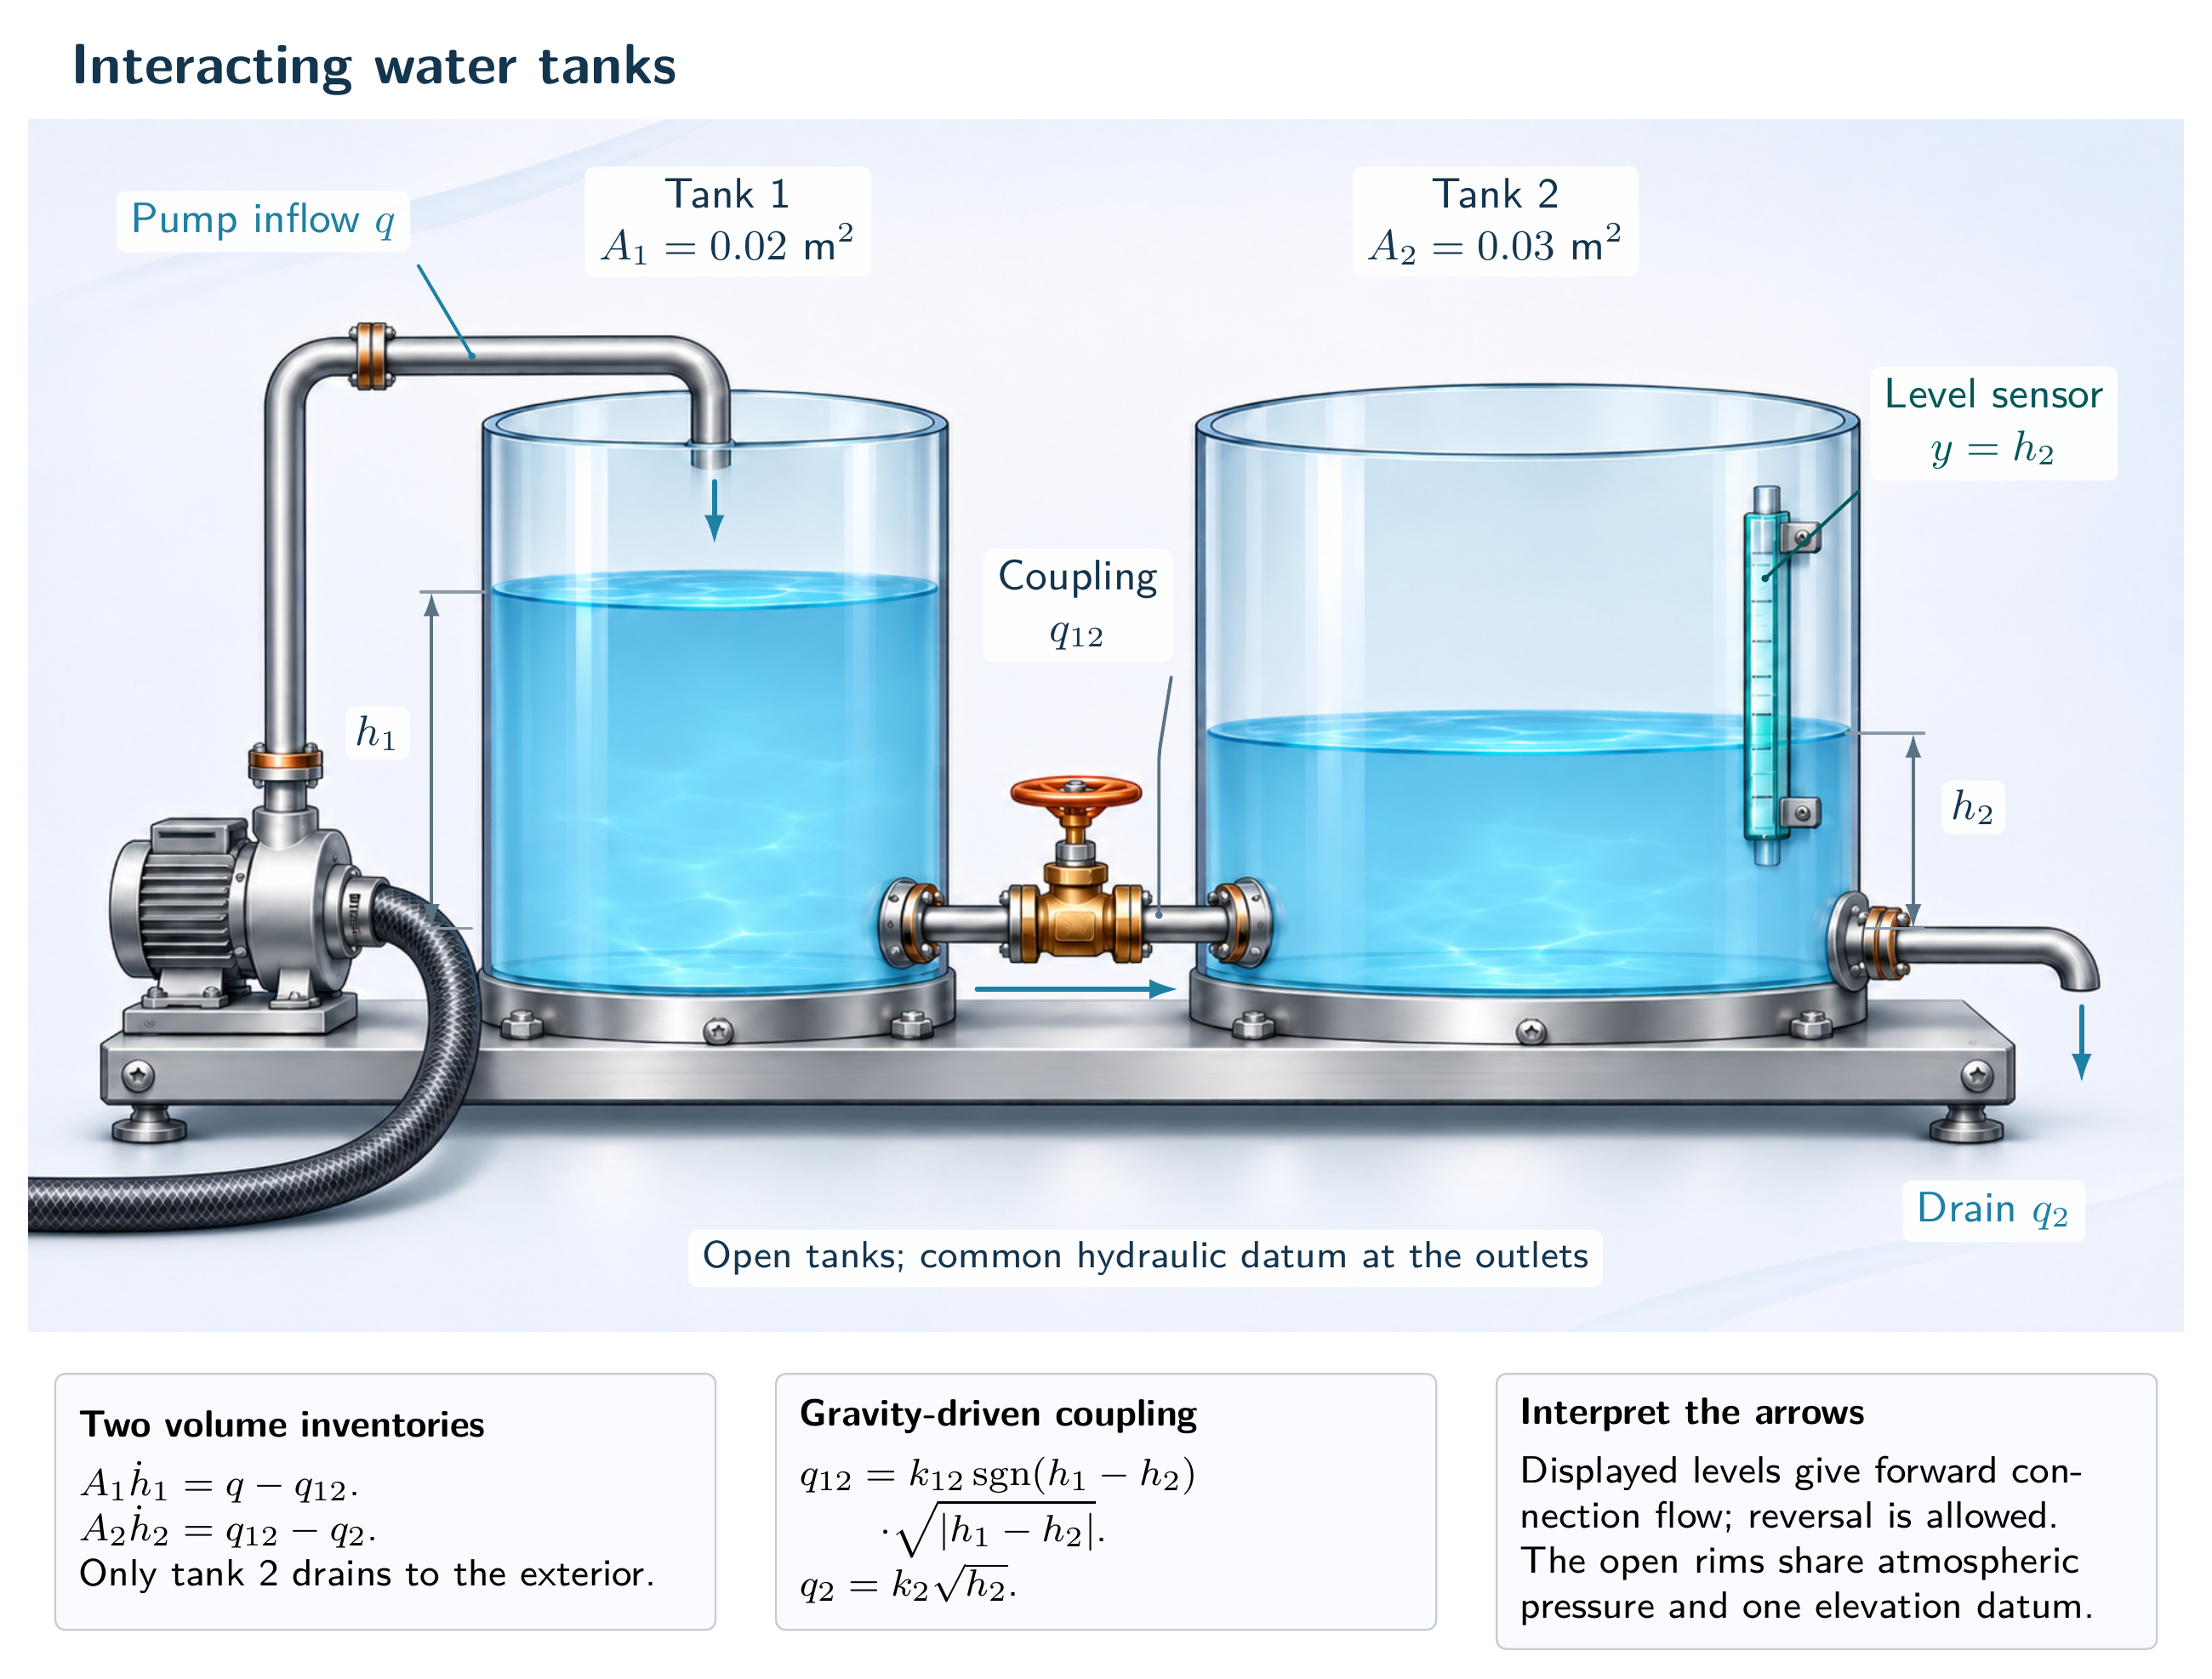 Interacting water tanks
Pump inflow q
Tank 1
A₁ = 0.02 m²
Tank 2
A₂ = 0.03 m²
Level sensor
y = h₂
Coupling
q₁₂
h₁
h₂
Drain q₂
Open tanks; common hydraulic datum at the outlets
Two volume inventories
A₁ḣ₁ = q − q₁₂.
A₂ḣ₂ = q₁₂ − q₂.
Only tank 2 drains to the exterior.
Gravity-driven coupling
q₁₂ = k₁₂ sgn(h₁ − h₂)
·√|h₁ − h₂|.
q₂ = k₂√h₂.
Interpret the arrows
Displayed levels give forward con-
nection flow; reversal is allowed.
The open rims share atmospheric
pressure and one elevation datum.